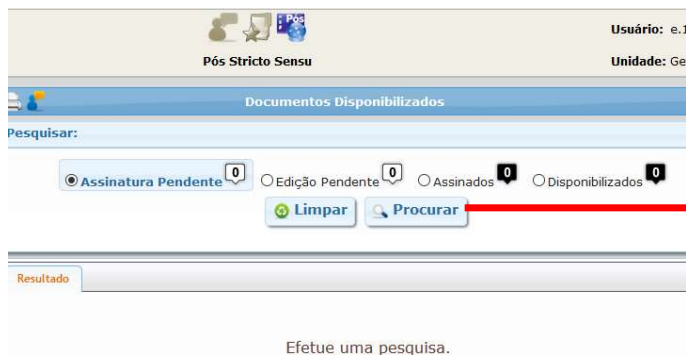 Pós
Pós Stricto Sensu
Usuário: e.1
Unidade: Ge
Documentos Disponibilizados
Pesquisar:
Assinatura Pendente 0 Edição Pendente 0 Assinados 0 Disponibilizados 0
Limpar Procurar
Resultado
Efetue uma pesquisa.